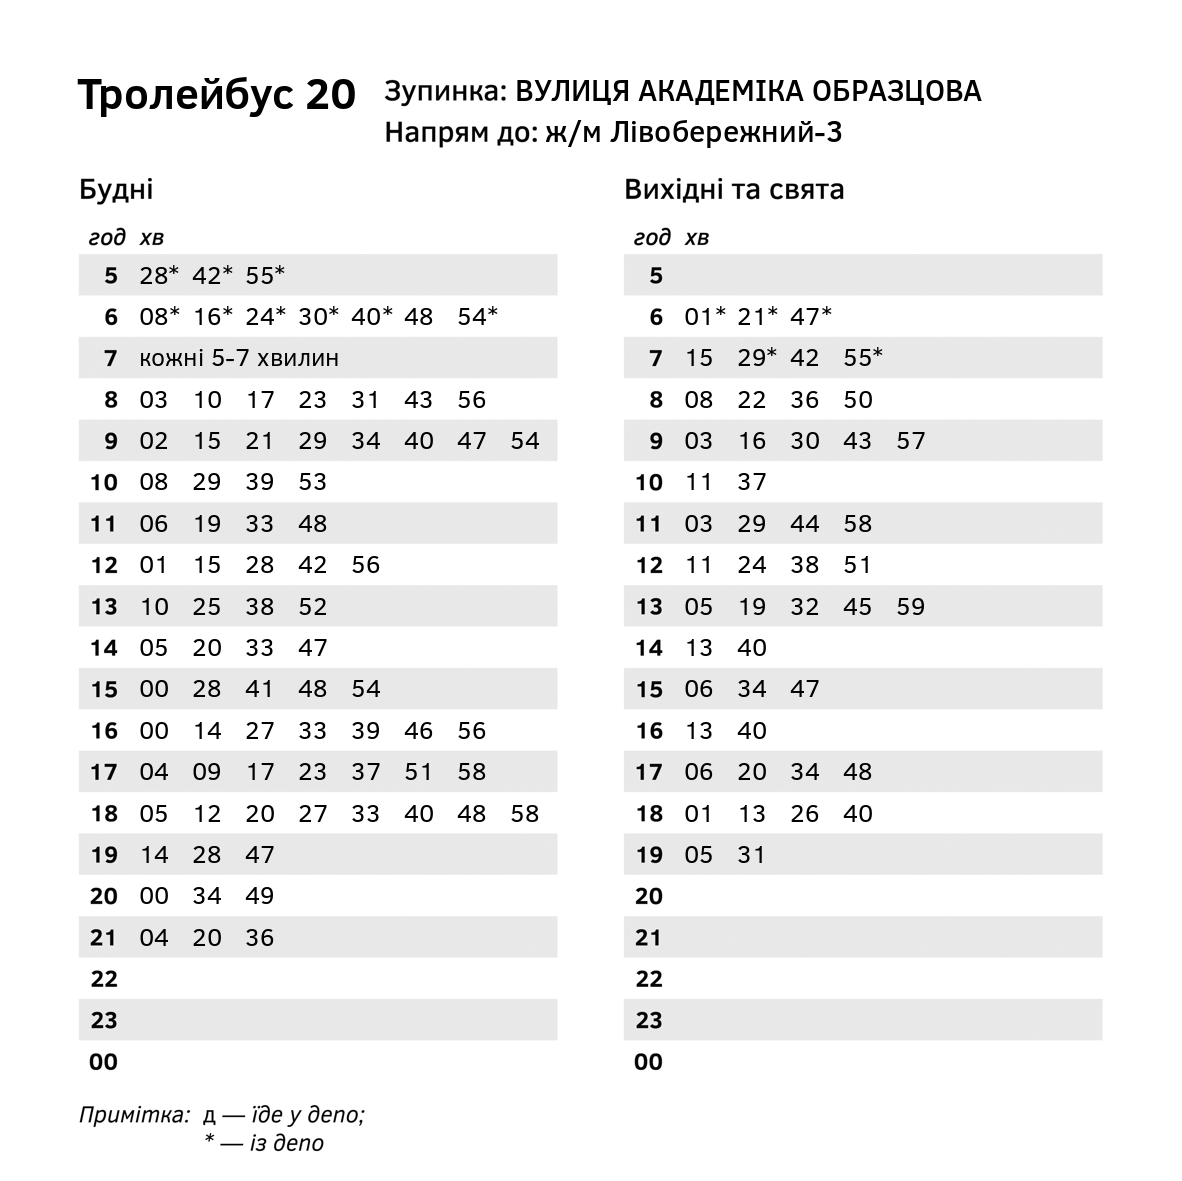 Тролейбус 20
Зупинка: ВУЛИЦЯ АКАДЕМІКА ОБРАЗЦОВА
Напрям до: ж/м Лівобережний-3
Будні
год хв
5 28* 42* 55*
6 08* 16* 24* 30* 40* 48 54*
7 кожні 5-7 хвилин
8 03 10 17 23 31 43 56
9 02 15 21 29 34 40 47 54
10 08 29 39 53
11 06 19 33 48
12 01 15 28 42 56
13 10 25 38 52
14 05 20 33 47
15 00 28 41 48 54
16 00 14 27 33 39 46 56
17 04 09 17 23 37 51 58
18 05 12 20 27 33 40 48 58
19 14 28 47
20 00 34 49
21 04 20 36
22
23
00
Вихідні та свята
год хв
5
6 01* 21* 47*
7 15 29* 42 55*
8 08 22 36 50
9 03 16 30 43 57
10 11 37
11 03 29 44 58
12 11 24 38 51
13 05 19 32 45 59
14 13 40
15 06 34 47
16 13 40
17 06 20 34 48
18 01 13 26 40
19 05 31
20
21
22
23
00
Примітка: д — їде у депо;
* — із депо